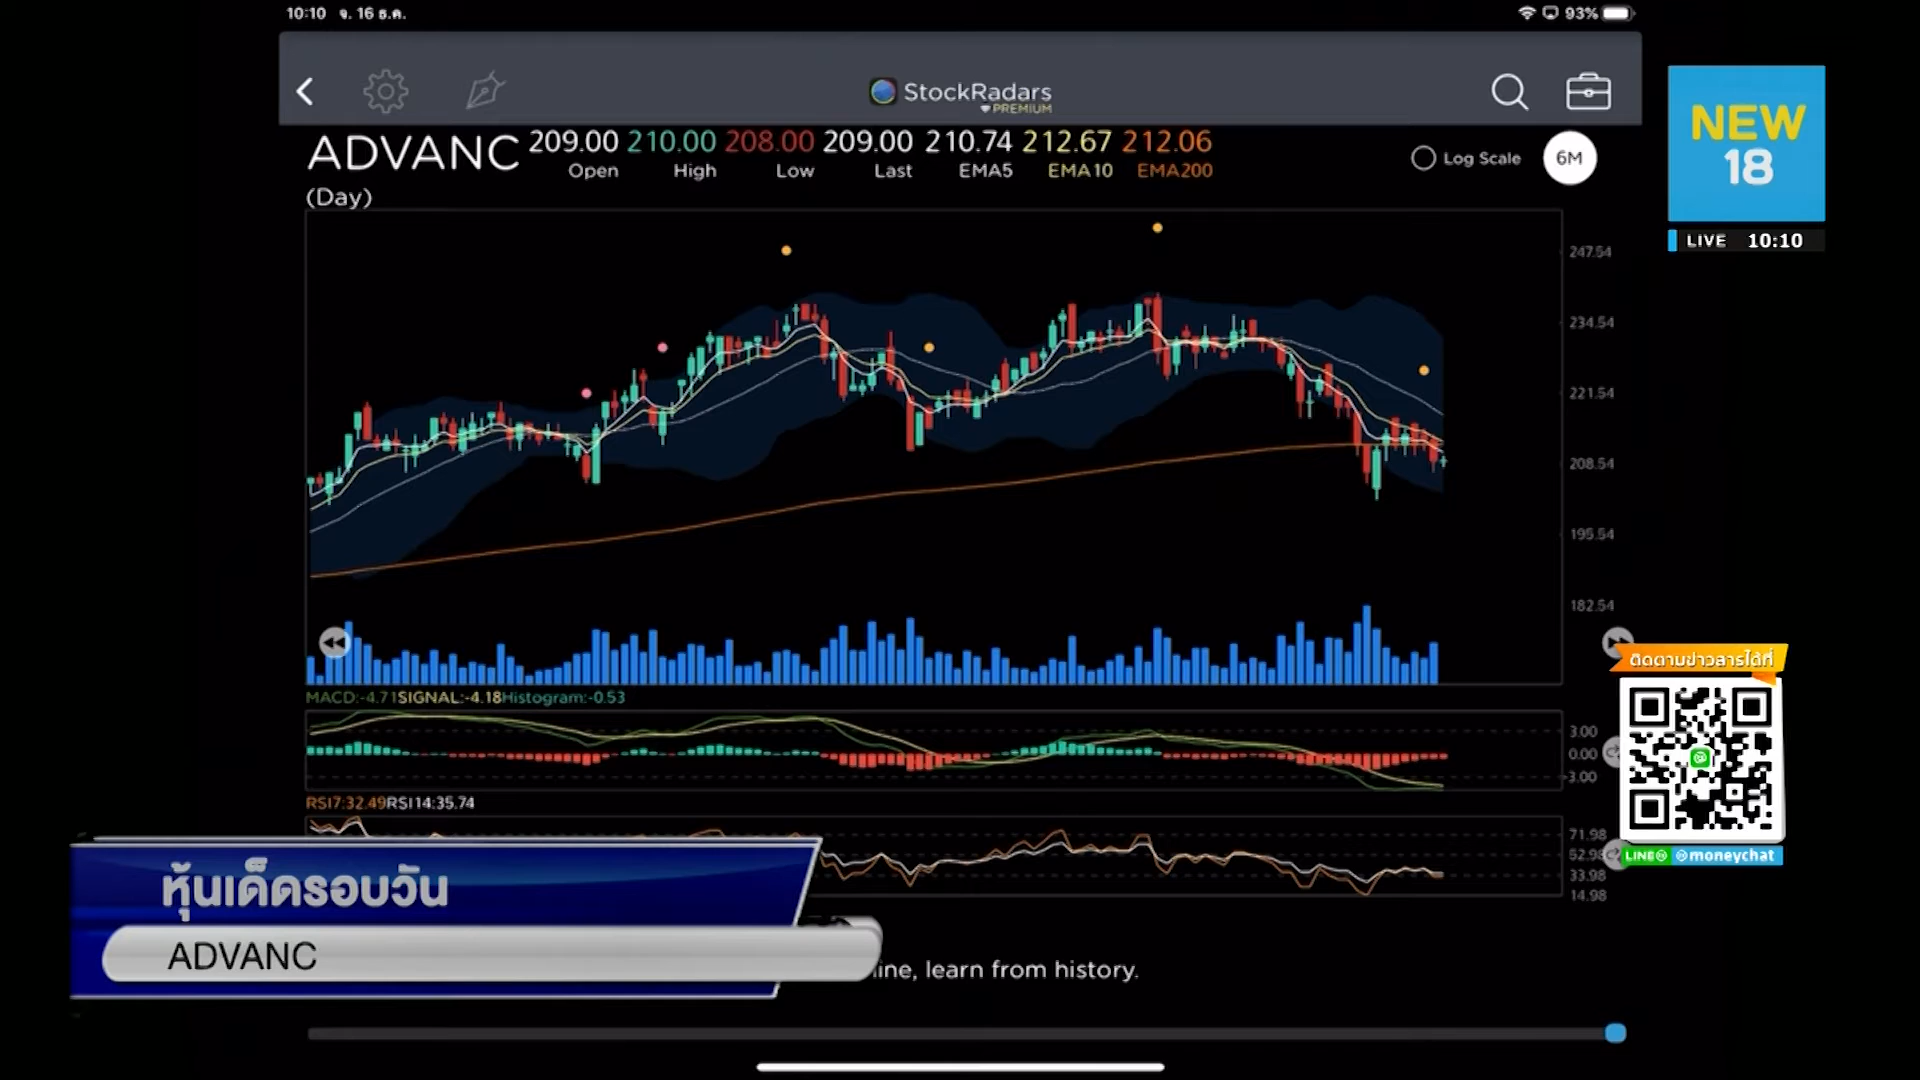 10:10 จ. 16 ธ.ค.
93%
StockRadars
PREMIUM
NEW
18
LIVE 10:10
ADVANC
(Day)
209.00 210.00 208.00 209.00 210.74 212.67 212.06
Open High Low Last EMA5 EMA10 EMA200
Log Scale
6M
247.54
234.54
221.54
208.54
195.54
182.54
MACD:-4.71SIGNAL:-4.18Histogram:-0.53
3.00
0.00
-3.00
RSI7:32.49RSI14:35.74
71.98
52.98
33.98
14.98
ติดตามข่าวสารได้ที่
LINE@ @moneychat
หุ้นเด็ดรอบวัน
ADVANC
line, learn from history.